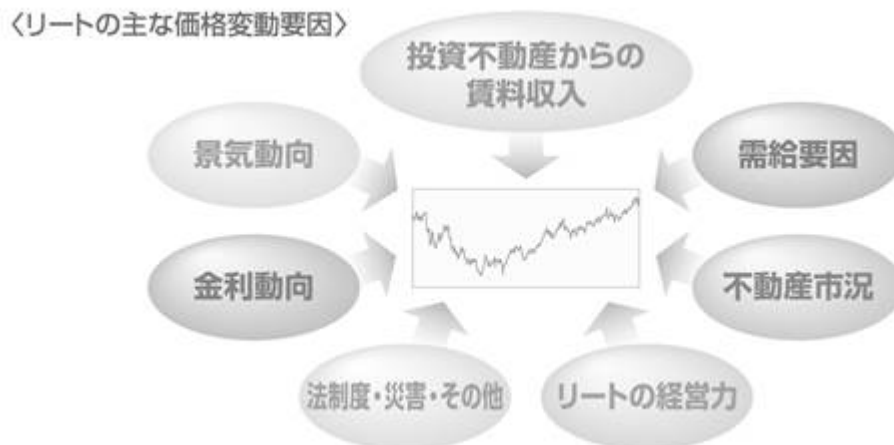 〈リートの主な価格変動要因〉
投資不動産からの
賃料収入
景気動向
需給要因
金利動向
不動産市況
法制度・災害・その他
リートの経営力